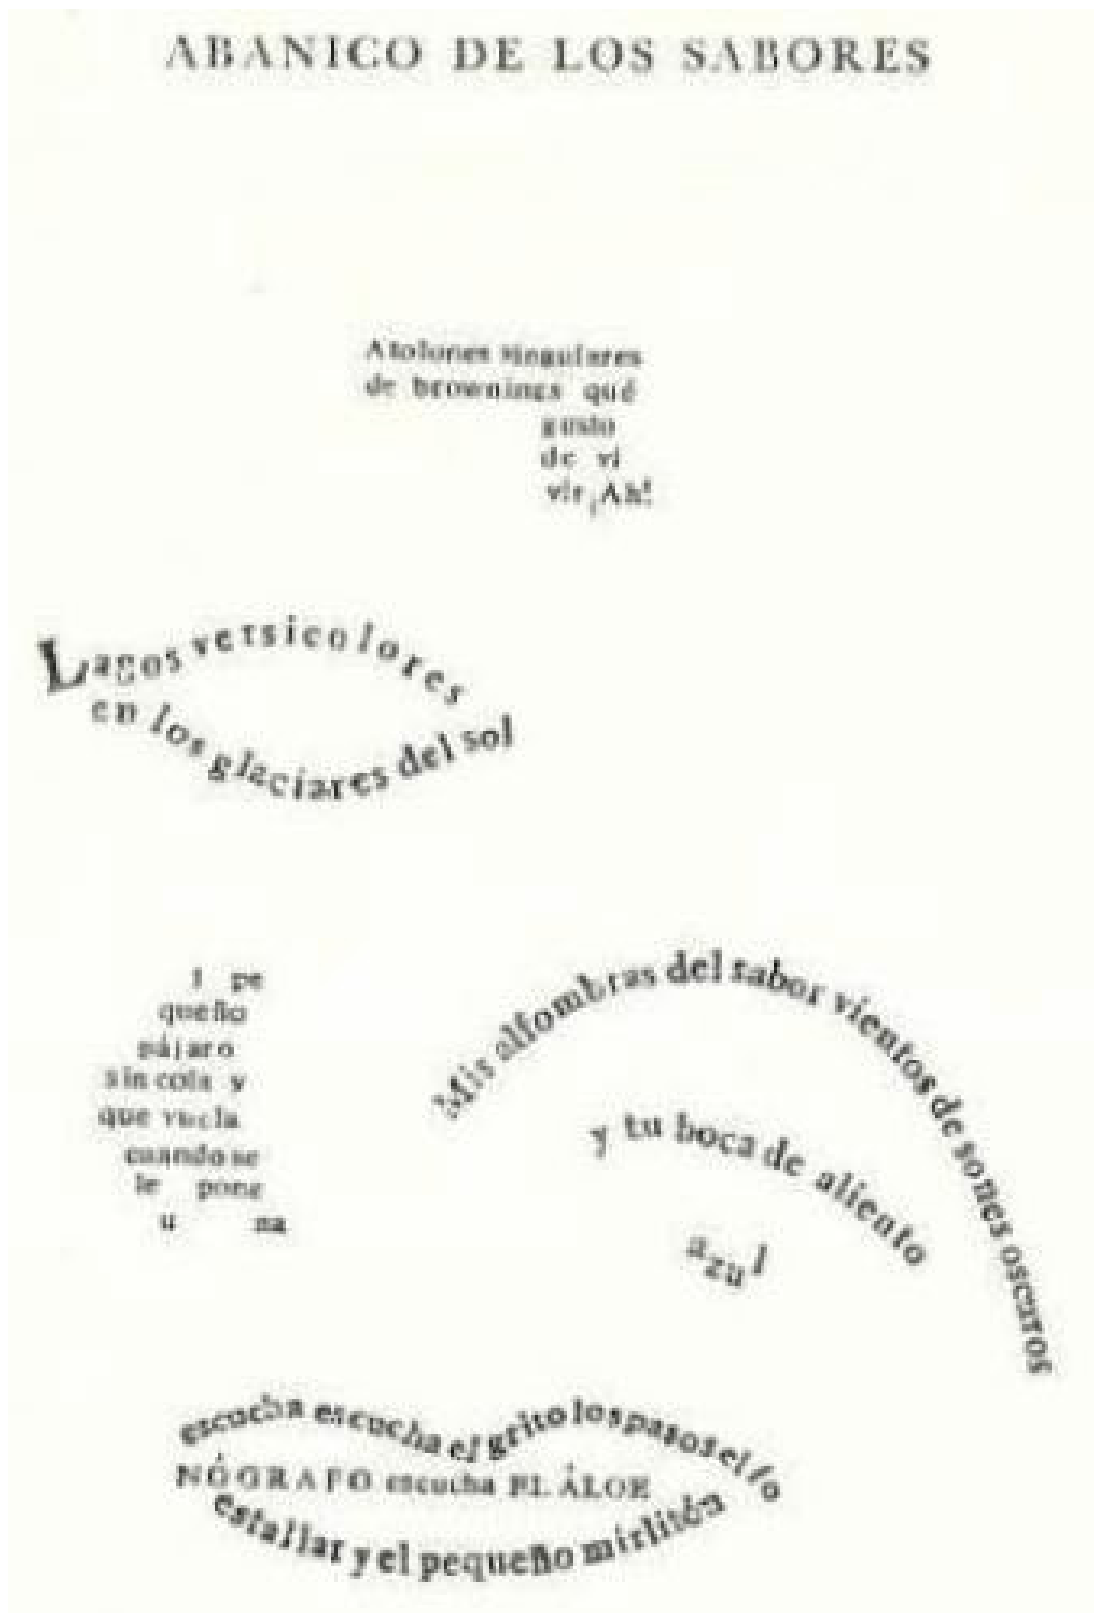 ABANICO DE LOS SABORES
Atolones singulares
de brownings qué
gusto
de vi
vir ¡Ah!
Lagos versicolores
en los glaciares del sol
1 pe
queño
pájaro
sin cola y
que vuela
cuando se
le pone
u na
Mis alfombras del sabor vientos de sones oscuros
y tu boca de aliento
azul
escucha escucha el grito los pasos el fo
NÓGRAFO escucha EL ÁLOE
estallar y el pequeño mirlitón